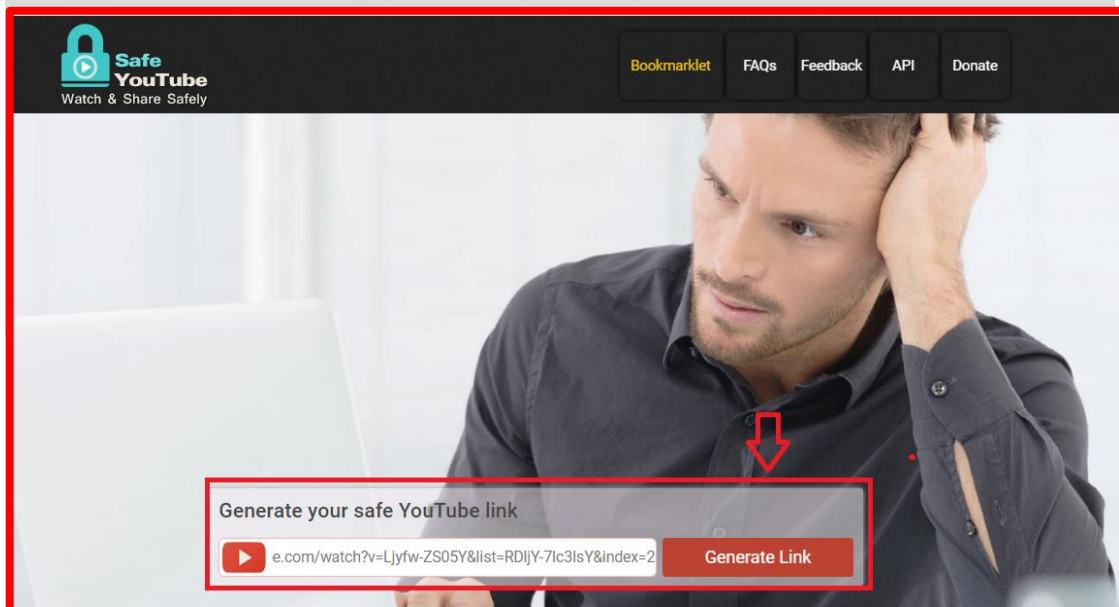 Safe
YouTube
Watch & Share Safely
Bookmarklet FAQs Feedback API Donate
Generate your safe YouTube link
e.com/watch?v=Ljyfw-ZS05Y&list=RDljY-7lc3IsY&index=2 Generate Link